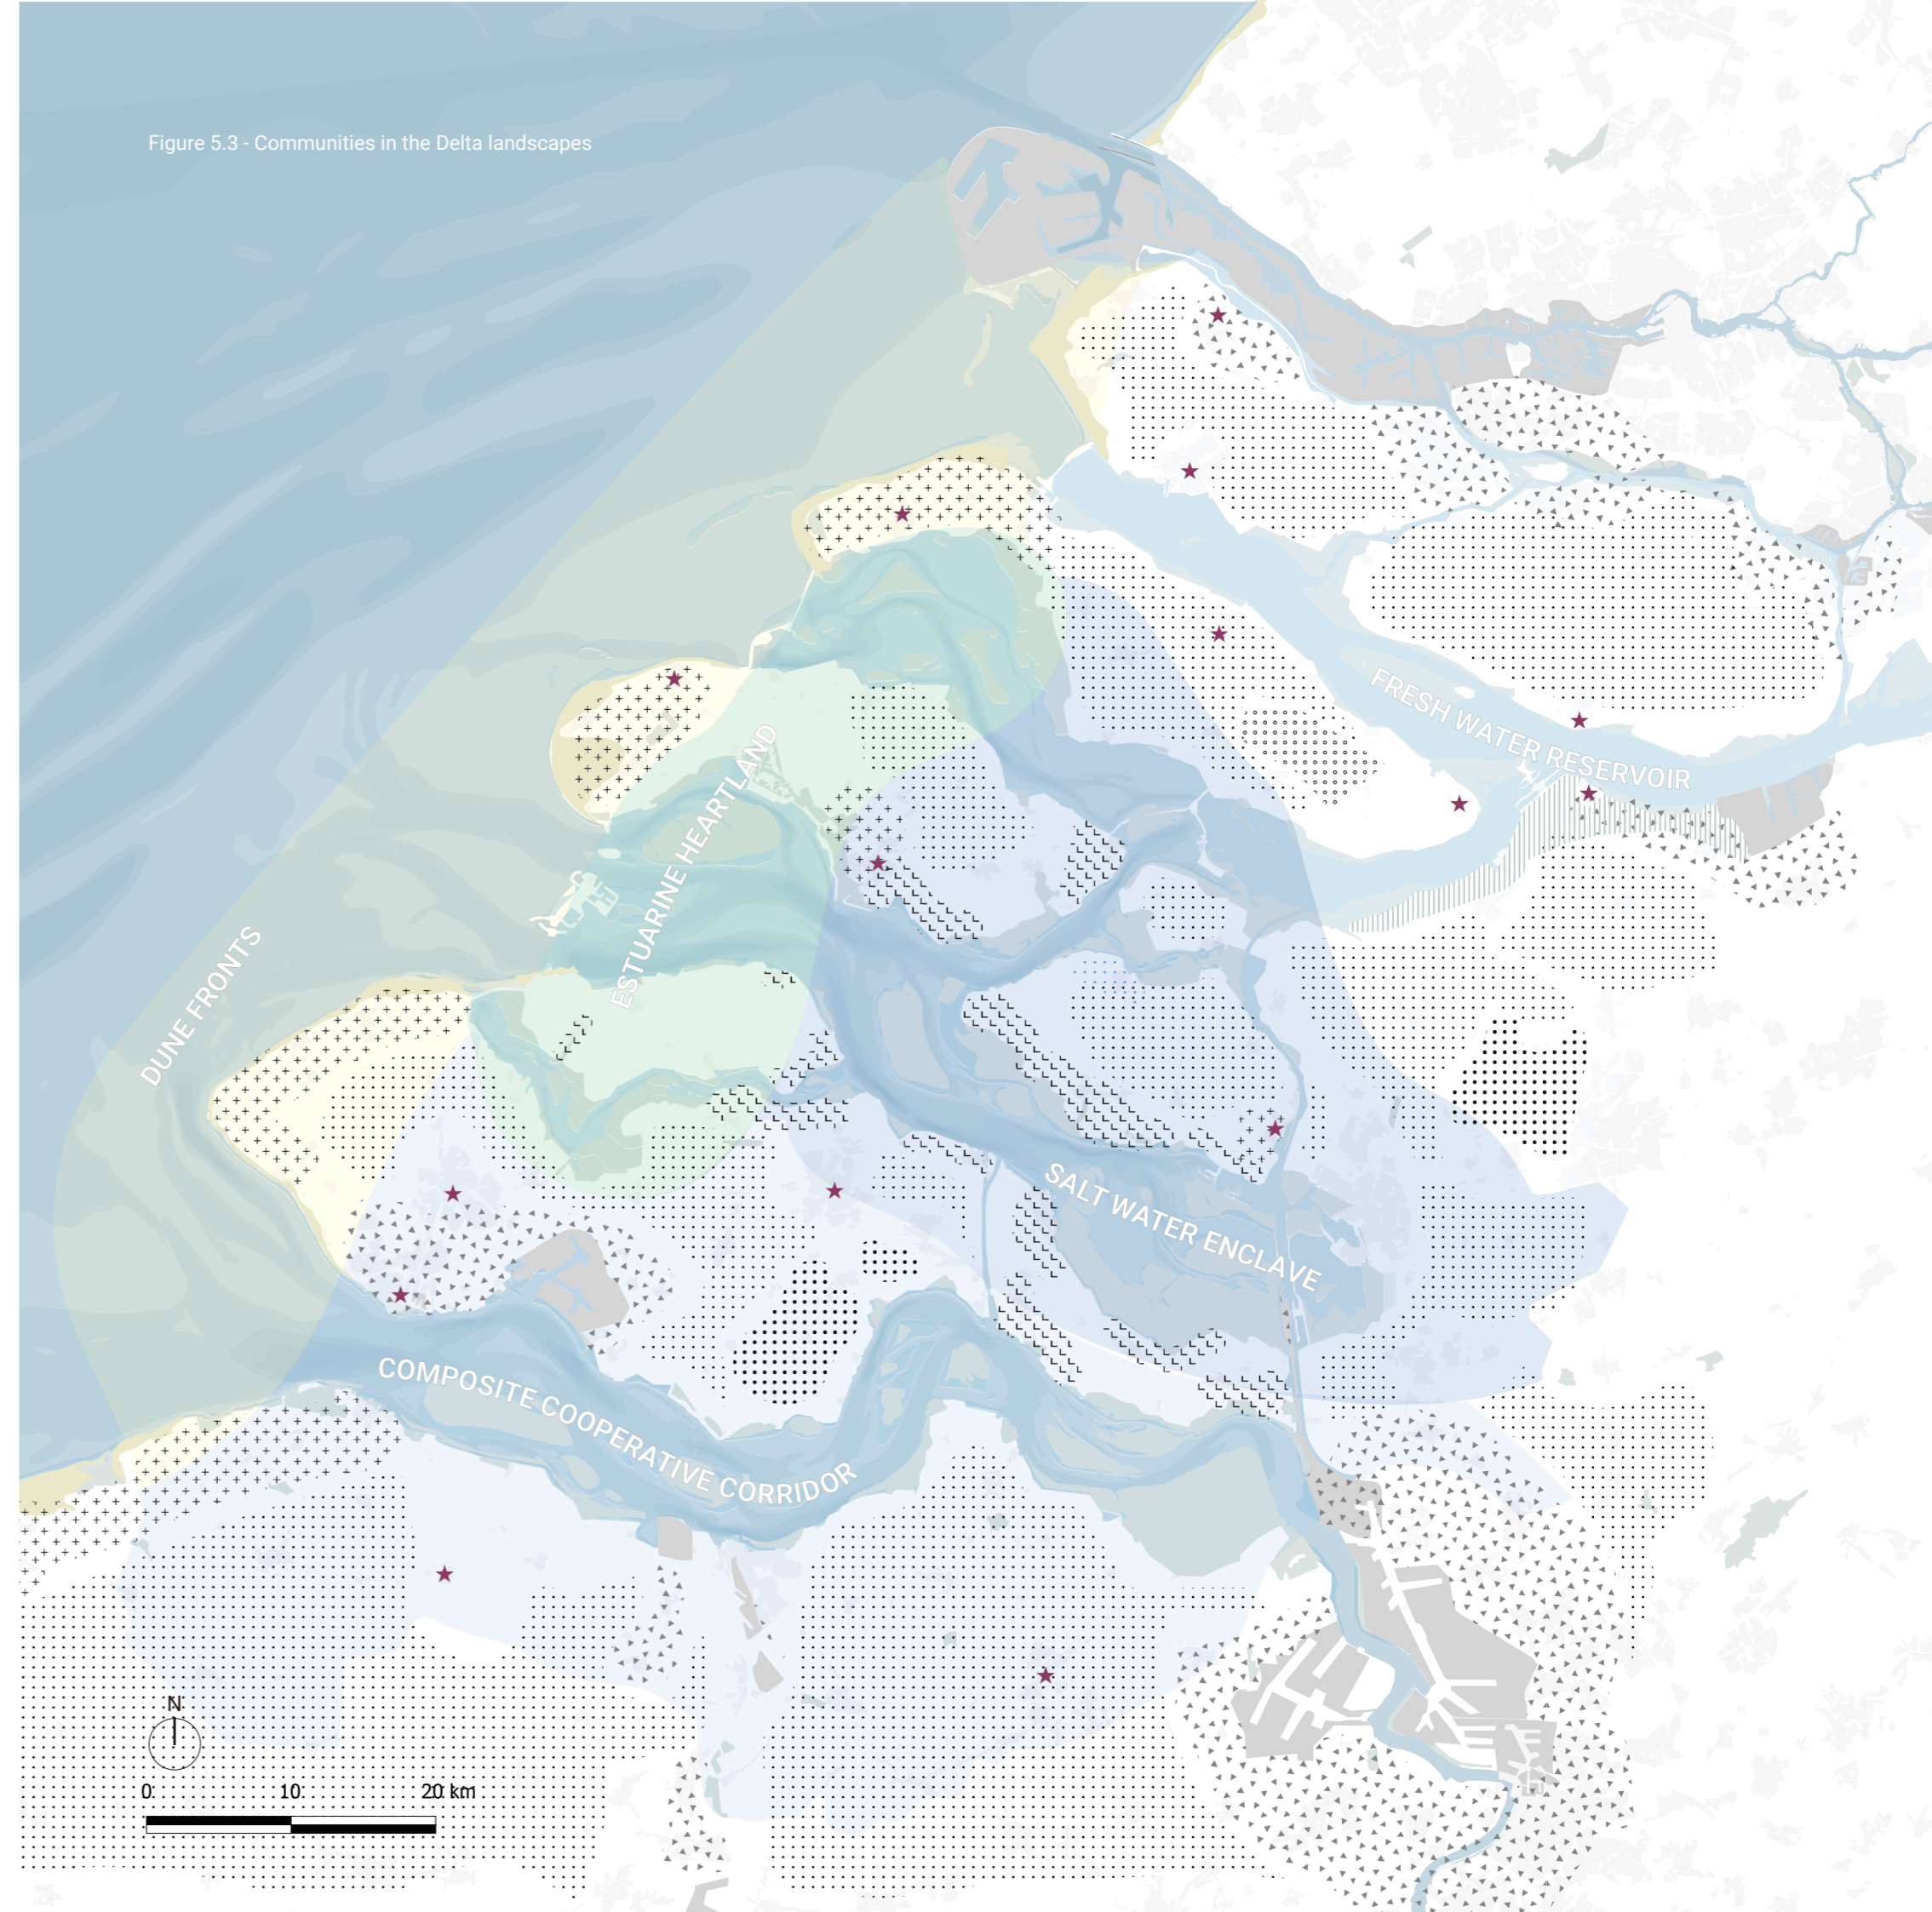 Figure 5.3 - Communities in the Delta landscapes
FRESH WATER RESERVOIR
ESTUARINE HEARTLAND
DUNE FRONTS
SALT WATER ENCLAVE
COMPOSITE COOPERATIVE CORRIDOR
N
0 10 20 km